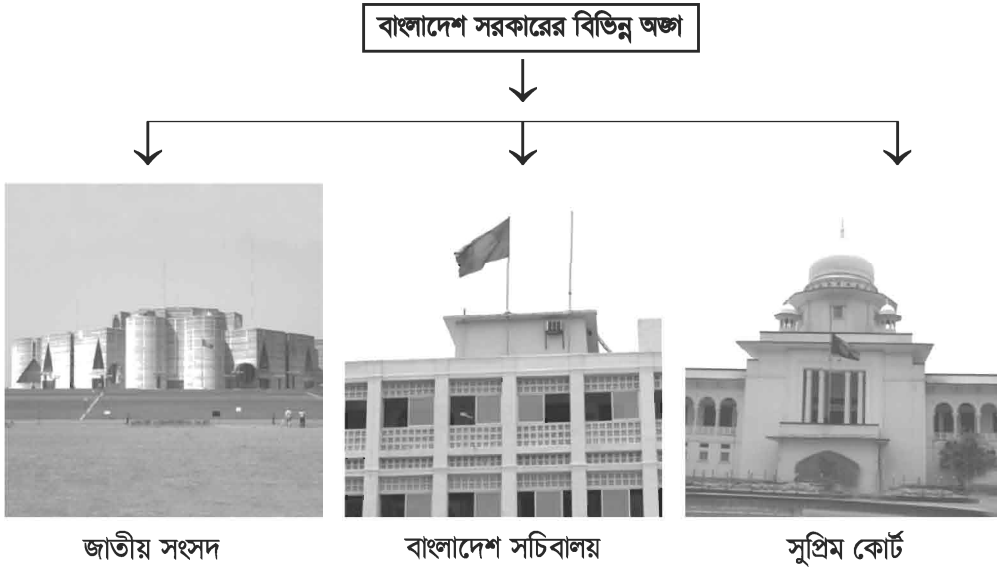 বাংলাদেশ সরকারের বিভিন্ন অঙ্গ
জাতীয় সংসদ
বাংলাদেশ সচিবালয়
সুপ্রিম কোর্ট